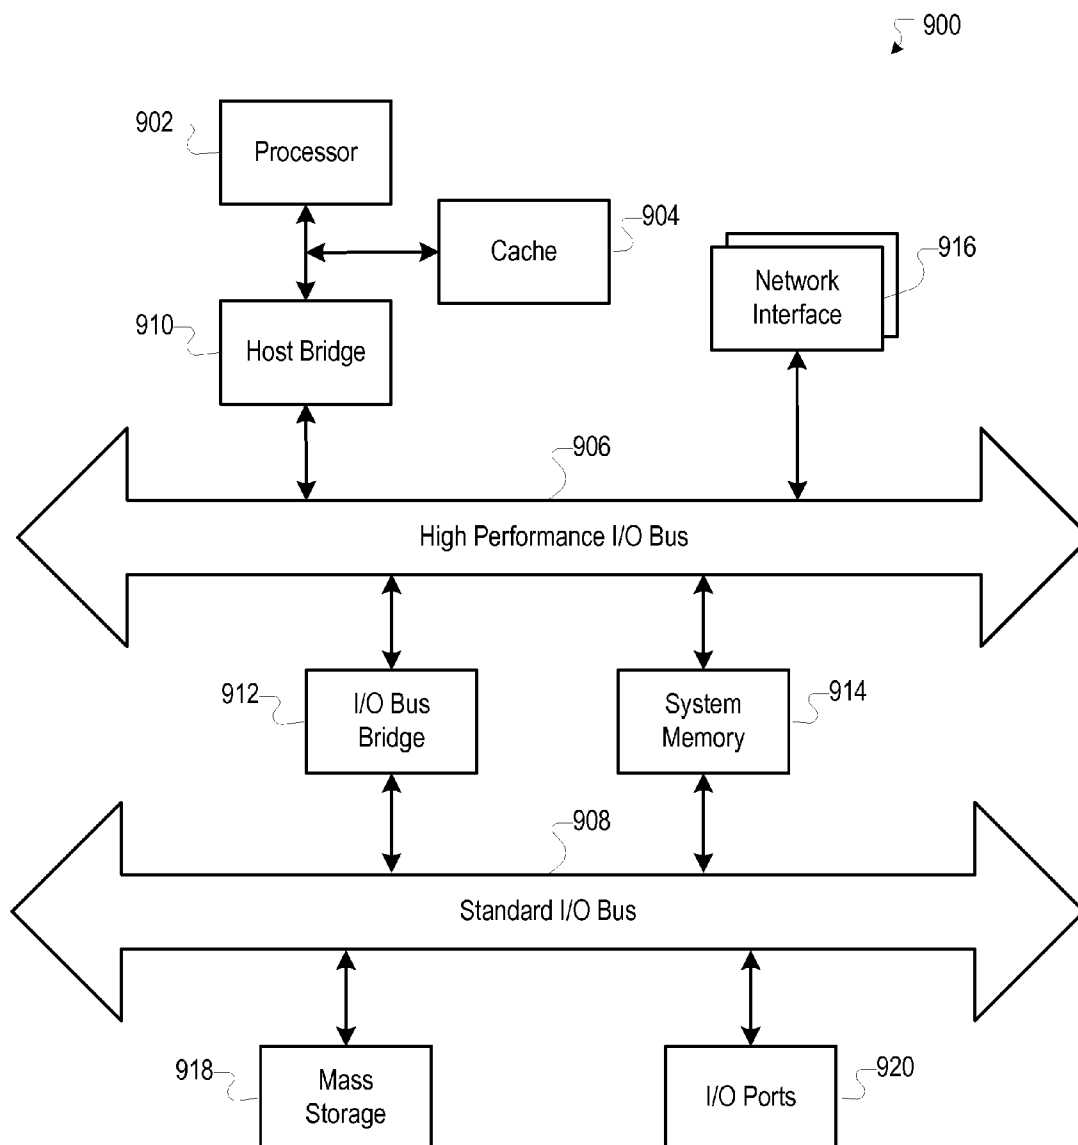 900
902
Processor
904
Cache
916
Network
Interface
910
Host Bridge
906
High Performance I/O Bus
912
I/O Bus
Bridge
914
System
Memory
908
Standard I/O Bus
918
Mass
Storage
920
I/O Ports